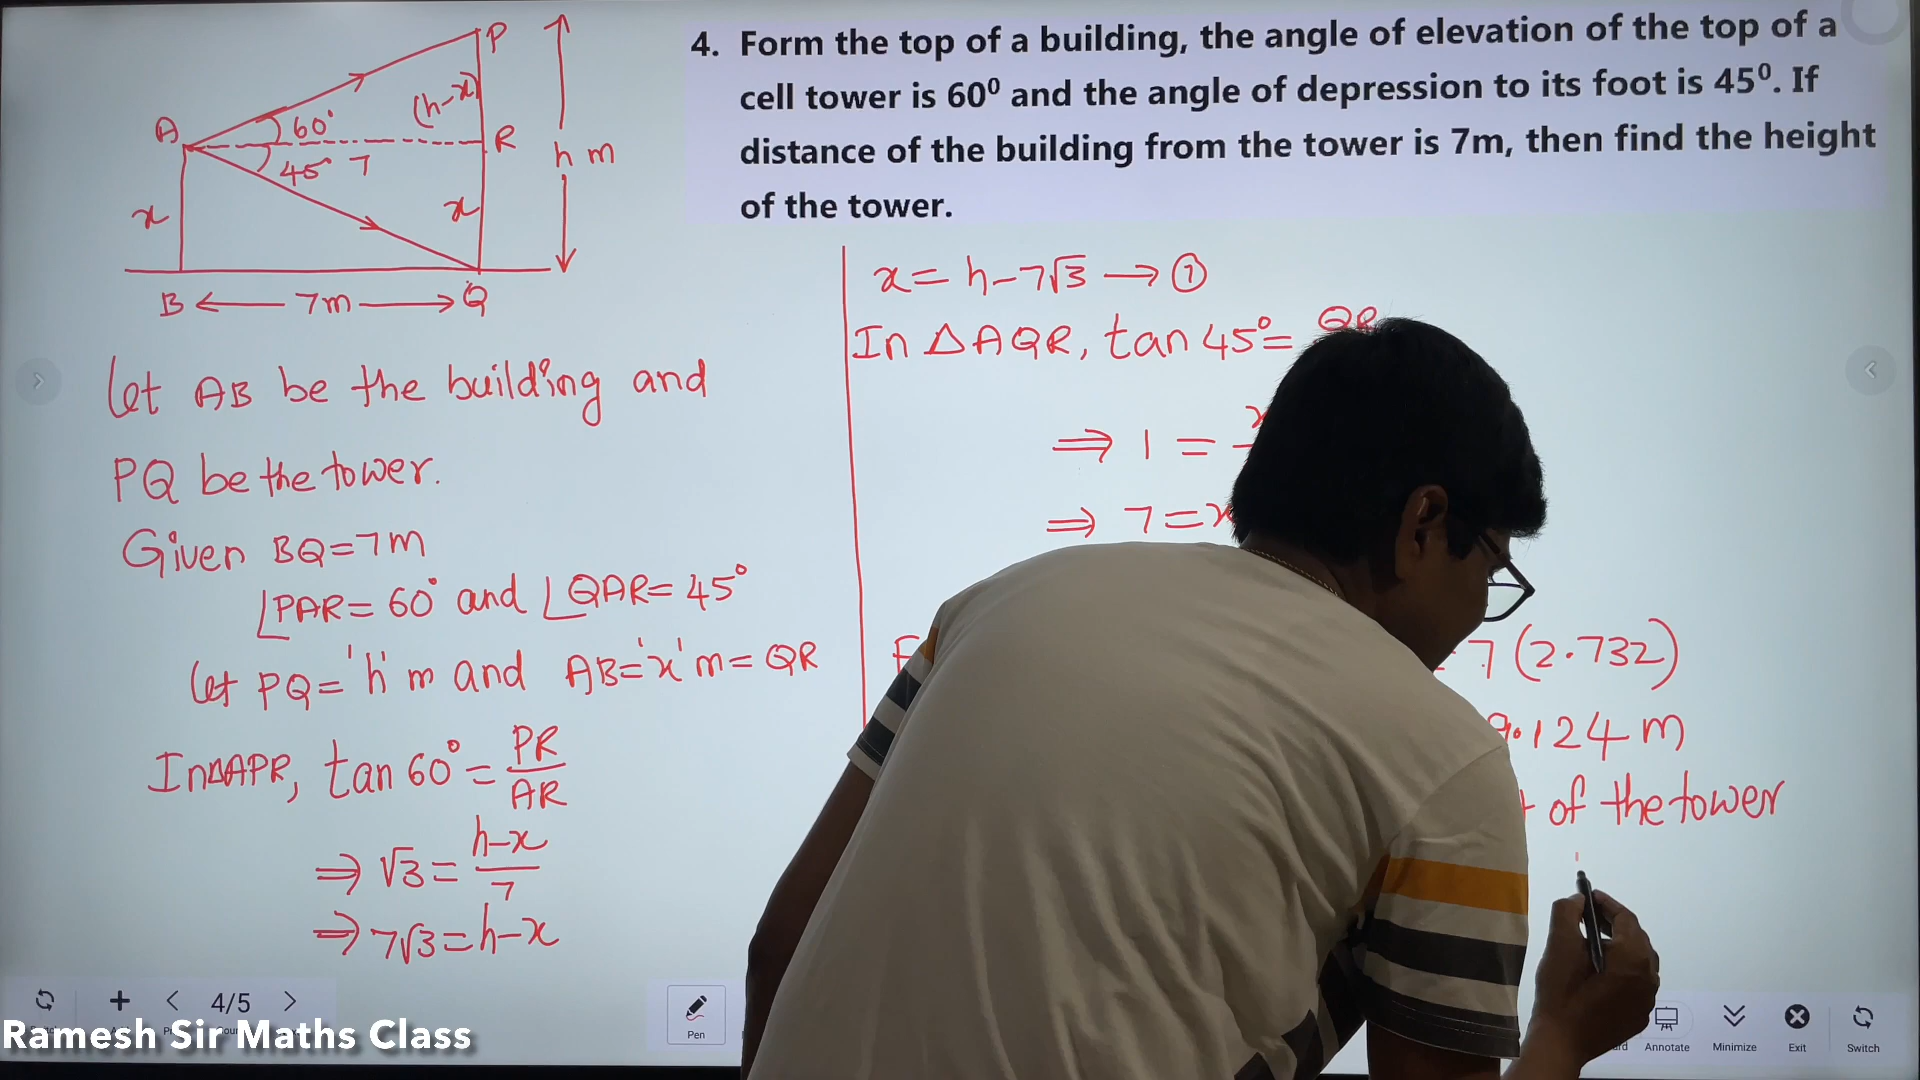 4. Form the top of a building, the angle of elevation of the top of a
cell tower is 60⁰ and the angle of depression to its foot is 45⁰. If
distance of the building from the tower is 7m, then find the height
of the tower.
P
(h-x)
A
60°
R
h m
45° 7
x
x
B ← 7m → Q
Let AB be the building and
PQ be the tower.
Given BQ=7m
∠PAR= 60° and ∠QAR= 45°
Let PQ='h' m and AB='x' m= QR
In△APR, tan 60° = PR/AR
⇒ √3 = h-x/7
⇒ 7√3 = h-x
x = h-7√3 → ①
In △AQR, tan 45° = QR
⇒ 1 =
⇒ 7 = x
7 (2.732)
9.124 m
of the tower
4/5
Pen
Annotate
Minimize
Exit
Switch
Ramesh Sir Maths Class